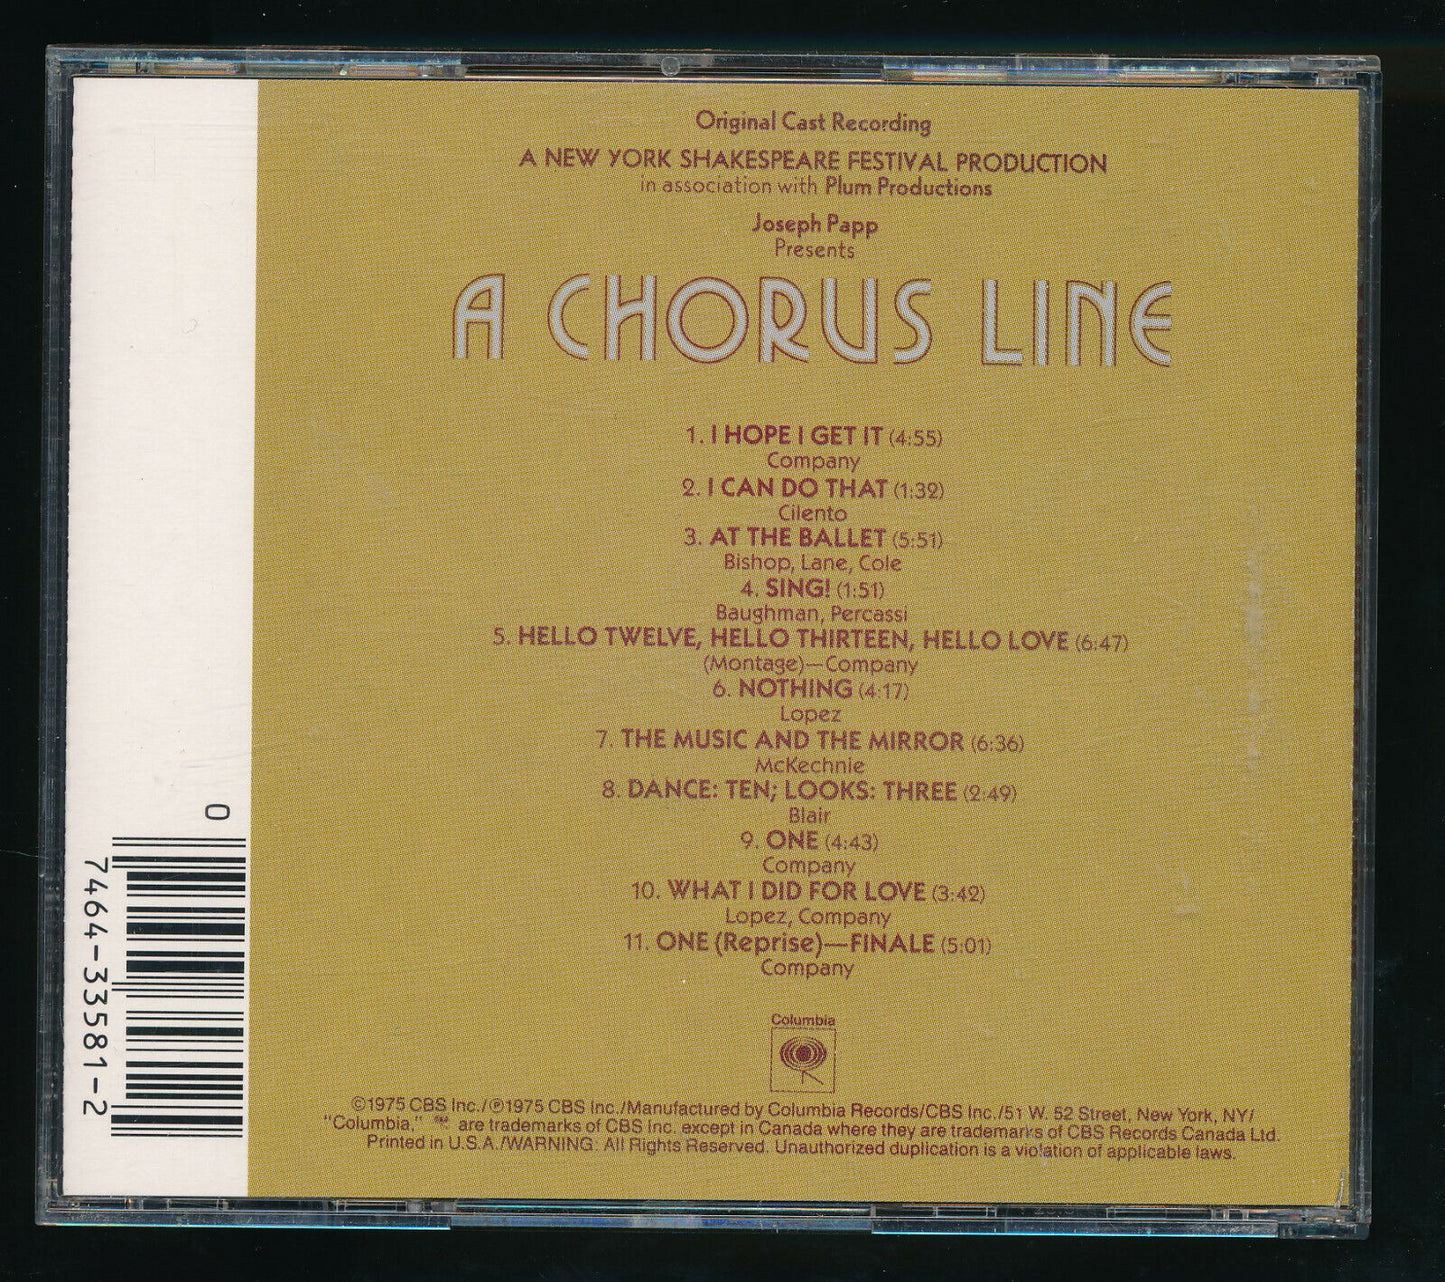 Original Cast Recording
A NEW YORK SHAKESPEARE FESTIVAL PRODUCTION
in association with Plum Productions
Joseph Papp
Presents
A CHORUS LINE
1. I HOPE I GET IT (4:55)
Company
2. I CAN DO THAT (1:32)
Cilento
3. AT THE BALLET (5:51)
Bishop, Lane, Cole
4. SING! (1:51)
Baughman, Percassi
5. HELLO TWELVE, HELLO THIRTEEN, HELLO LOVE (6:47)
(Montage)—Company
6. NOTHING (4:17)
Lopez
7. THE MUSIC AND THE MIRROR (6:36)
McKechnie
8. DANCE: TEN; LOOKS: THREE (2:49)
Blair
9. ONE (4:43)
Company
10. WHAT I DID FOR LOVE (3:42)
Lopez, Company
11. ONE (Reprise)—FINALE (5:01)
Company
Columbia
©1975 CBS Inc./℗1975 CBS Inc./Manufactured by Columbia Records/CBS Inc./51 W. 52 Street, New York, NY/
"Columbia," are trademarks of CBS Inc. except in Canada where they are trademarks of CBS Records Canada Ltd.
Printed in U.S.A./WARNING: All Rights Reserved. Unauthorized duplication is a violation of applicable laws.
0
7464-33581-2